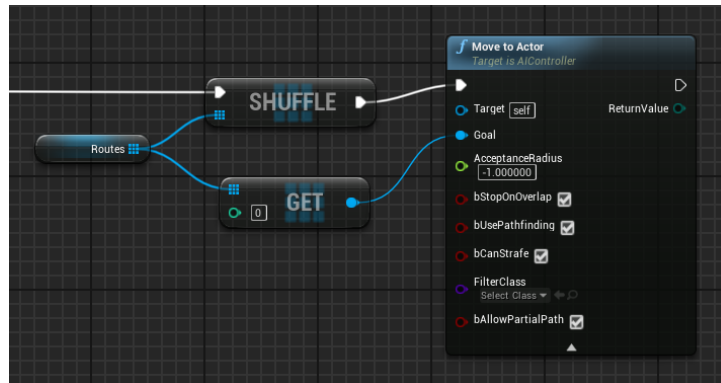 Move to Actor
Target is AIController
SHUFFLE
Target self
ReturnValue
Goal
Routes
AcceptanceRadius
-1.000000
GET
0
bStopOnOverlap
bUsePathfinding
bCanStrafe
FilterClass
Select Class
bAllowPartialPath